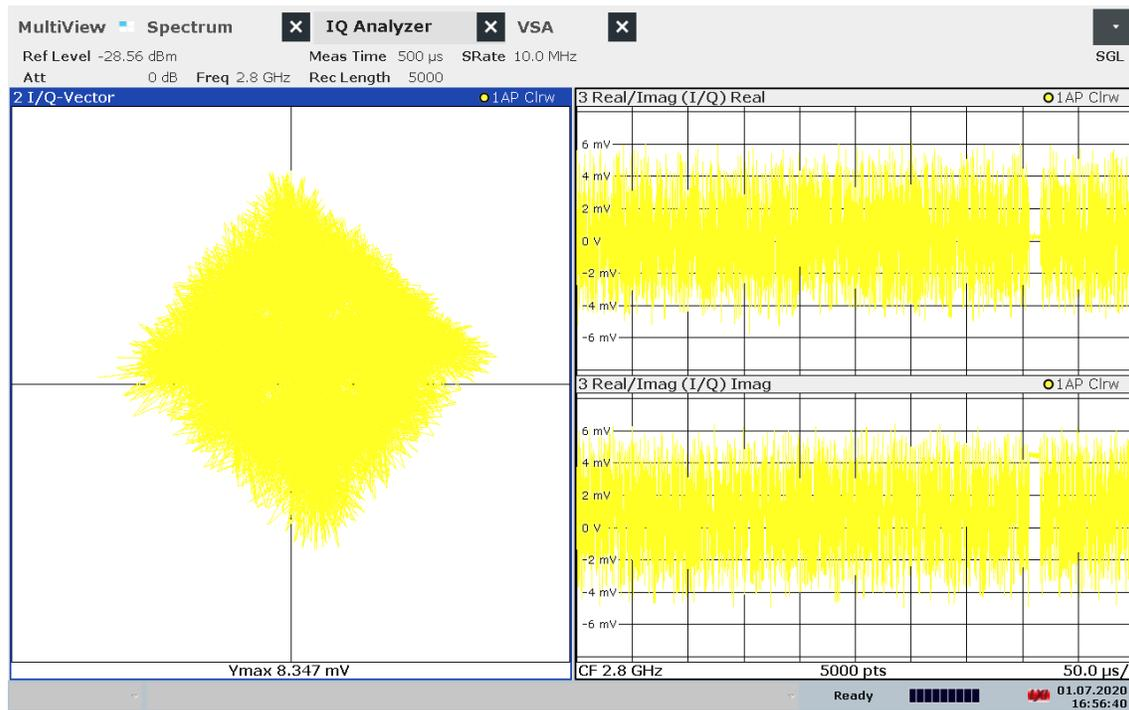 MultiView Spectrum IQ Analyzer VSA
Ref Level -28.56 dBm Meas Time 500 µs SRate 10.0 MHz SGL
Att 0 dB Freq 2.8 GHz Rec Length 5000
2 I/Q-Vector 1AP Clrw
Ymax 8.347 mV
3 Real/Imag (I/Q) Real 1AP Clrw
6 mV
4 mV
2 mV
0 V
-2 mV
-4 mV
-6 mV
3 Real/Imag (I/Q) Imag 1AP Clrw
6 mV
4 mV
2 mV
0 V
-2 mV
-4 mV
-6 mV
CF 2.8 GHz 5000 pts 50.0 µs/
Ready 01.07.2020
16:56:40